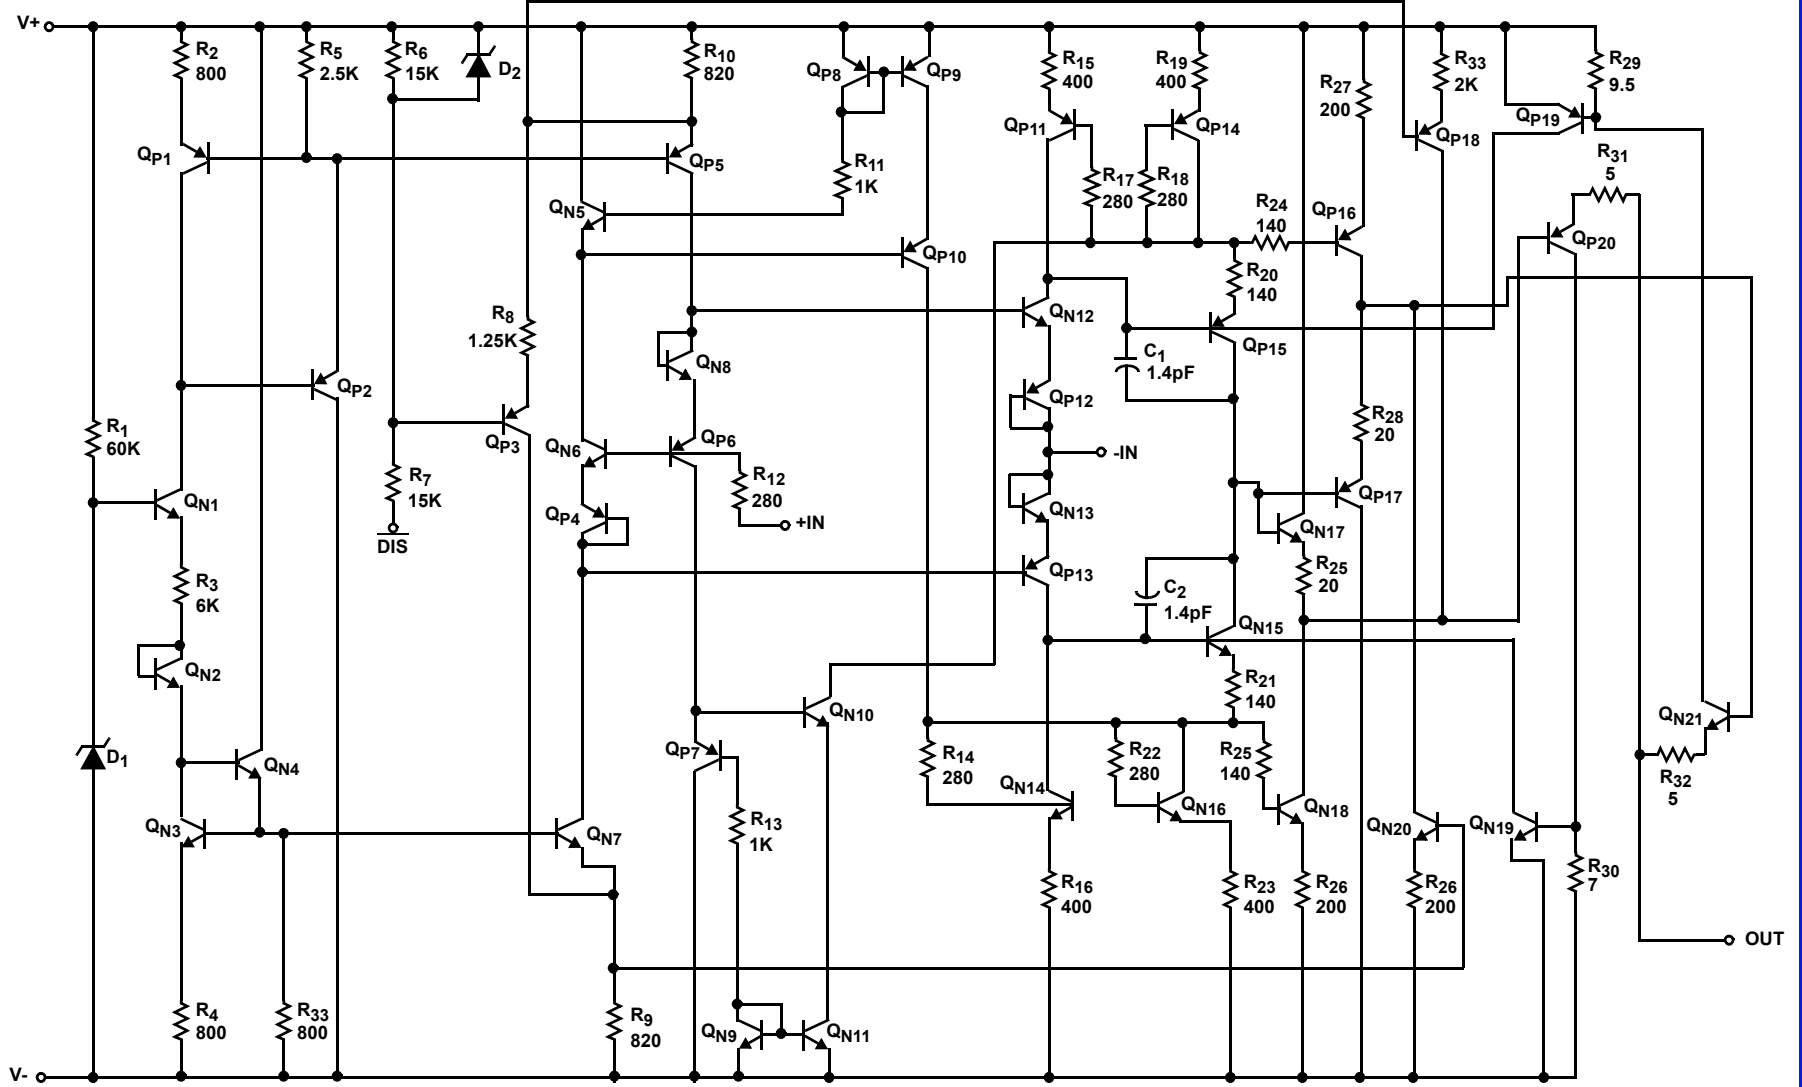 V+
R2
800
R5
2.5K
R6
15K
D2
R10
820
QP8
QP9
R15
400
R19
400
R27
200
R33
2K
R29
9.5
QP1
QP5
R11
1K
QP11
QP14
QP18
QP19
R17
280
R18
280
R31
5
QN5
QP10
R24
140
QP16
QP20
R20
140
R8
1.25K
QN8
QN12
QP15
C1
1.4pF
QP2
QP12
R28
20
R1
60K
QP3
QN6
QP6
-IN
R7
15K
R12
280
QN1
QP4
+IN
QN13
QP17
DIS
QN17
R3
6K
QP13
C2
1.4pF
R25
20
QN15
QN2
R21
140
QN10
QN21
D1
QN4
QP7
R14
280
R22
280
R25
140
R32
5
QN14
QN16
QN18
QN3
QN7
R13
1K
QN20
QN19
R16
400
R23
400
R26
200
R26
200
R30
7
OUT
R4
800
R33
800
R9
820
QN9
QN11
V-